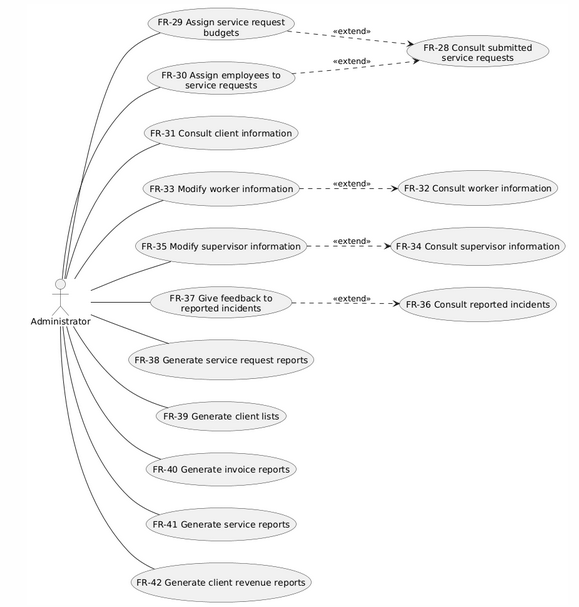 FR-29 Assign service request
budgets
«extend»
FR-28 Consult submitted
service requests
«extend»
FR-30 Assign employees to
service requests
FR-31 Consult client information
FR-33 Modify worker information
«extend»
FR-32 Consult worker information
FR-35 Modify supervisor information
«extend»
FR-34 Consult supervisor information
FR-37 Give feedback to
reported incidents
«extend»
FR-36 Consult reported incidents
Administrator
FR-38 Generate service request reports
FR-39 Generate client lists
FR-40 Generate invoice reports
FR-41 Generate service reports
FR-42 Generate client revenue reports